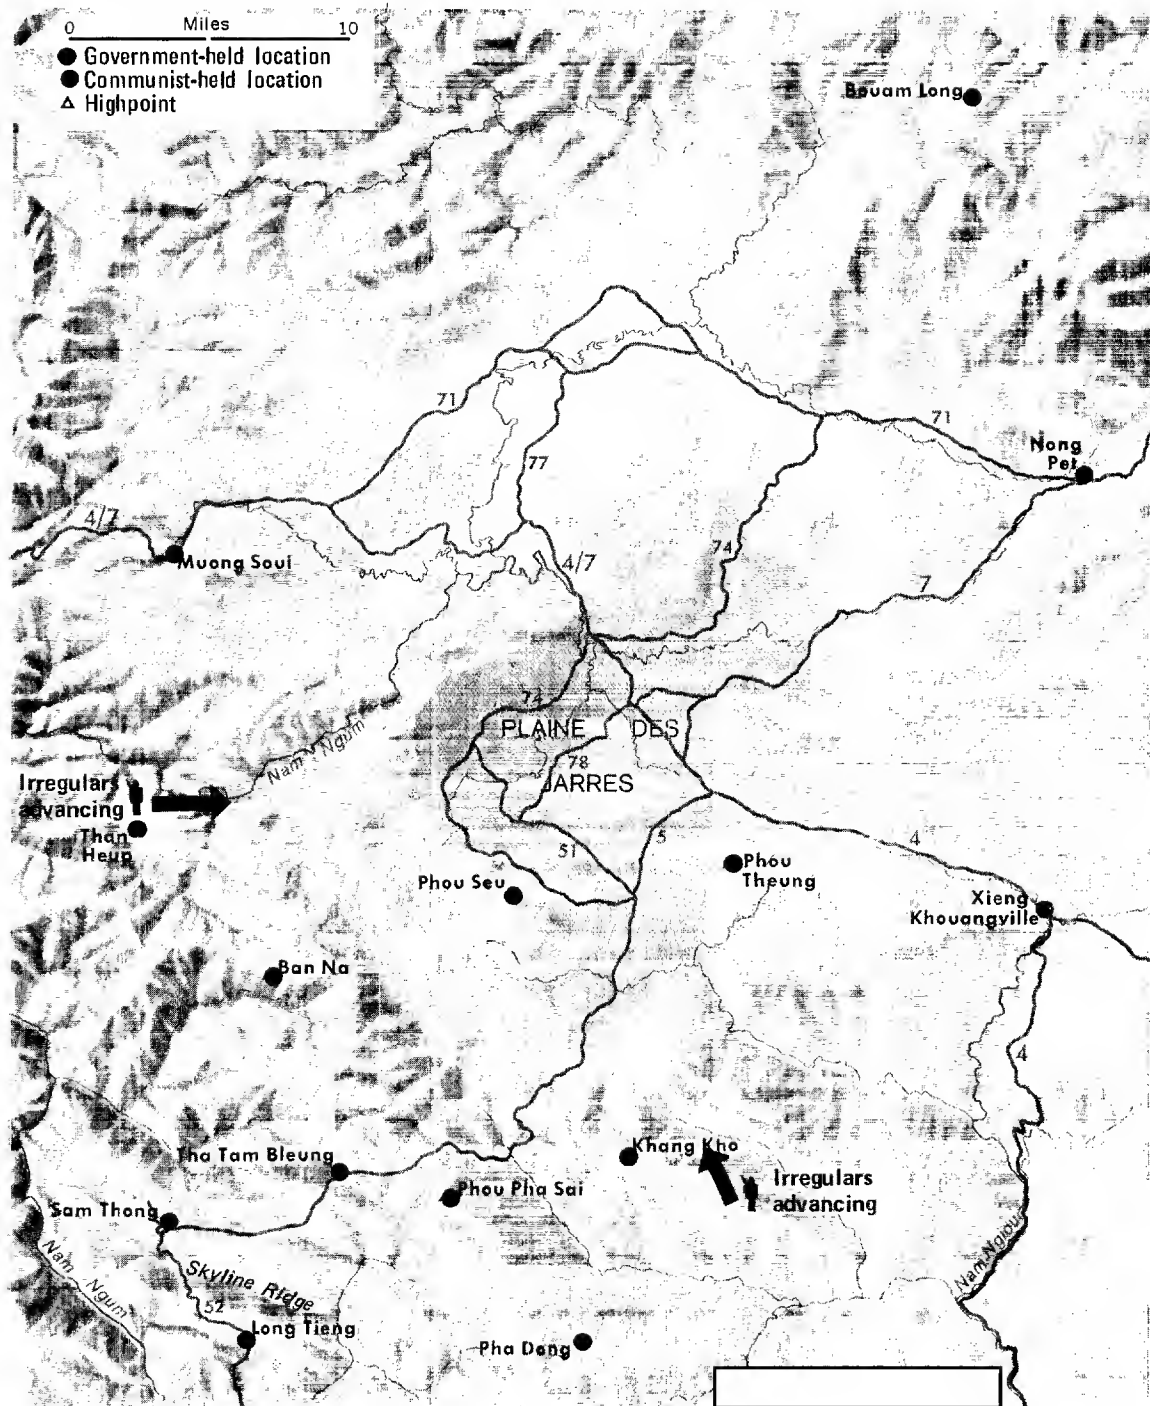 0 Miles 10
Government-held location
Communist-held location
Highpoint
Bouam Long
71
71
Nong
Pet
77
4/7
Muong Soui
4/7
74
7
74
PLAINE DES
JARRES
78
Nam Ngum
Irregulars
advancing
Than
Heup
5
51
4
Phou Seu
Phou
Theung
Xieng
Khouangville
Ban Na
4
Tha Tam Bleung
Khang Kho
Phou Pha Sai
Irregulars
advancing
Sam Thong
Nam Ngum
Skyline Ridge
52
Long Tieng
Pha Dong
Nam Ngiou